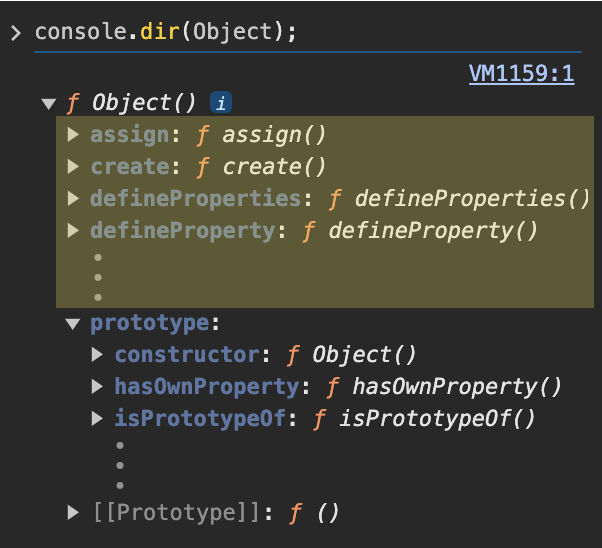 > console.dir(Object);
VM1159:1
▼ ƒ Object() i
▶ assign: ƒ assign()
▶ create: ƒ create()
▶ defineProperties: ƒ defineProperties()
▶ defineProperty: ƒ defineProperty()
▼ prototype:
▶ constructor: ƒ Object()
▶ hasOwnProperty: ƒ hasOwnProperty()
▶ isPrototypeOf: ƒ isPrototypeOf()
▶ [[Prototype]]: ƒ ()